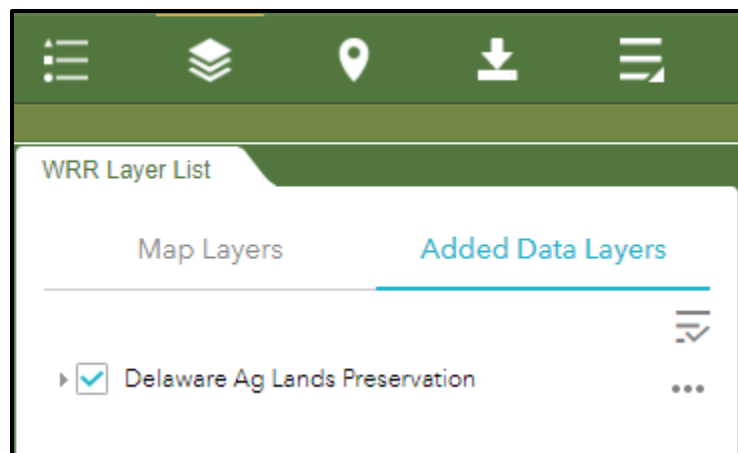 WRR Layer List
Map Layers Added Data Layers
Delaware Ag Lands Preservation